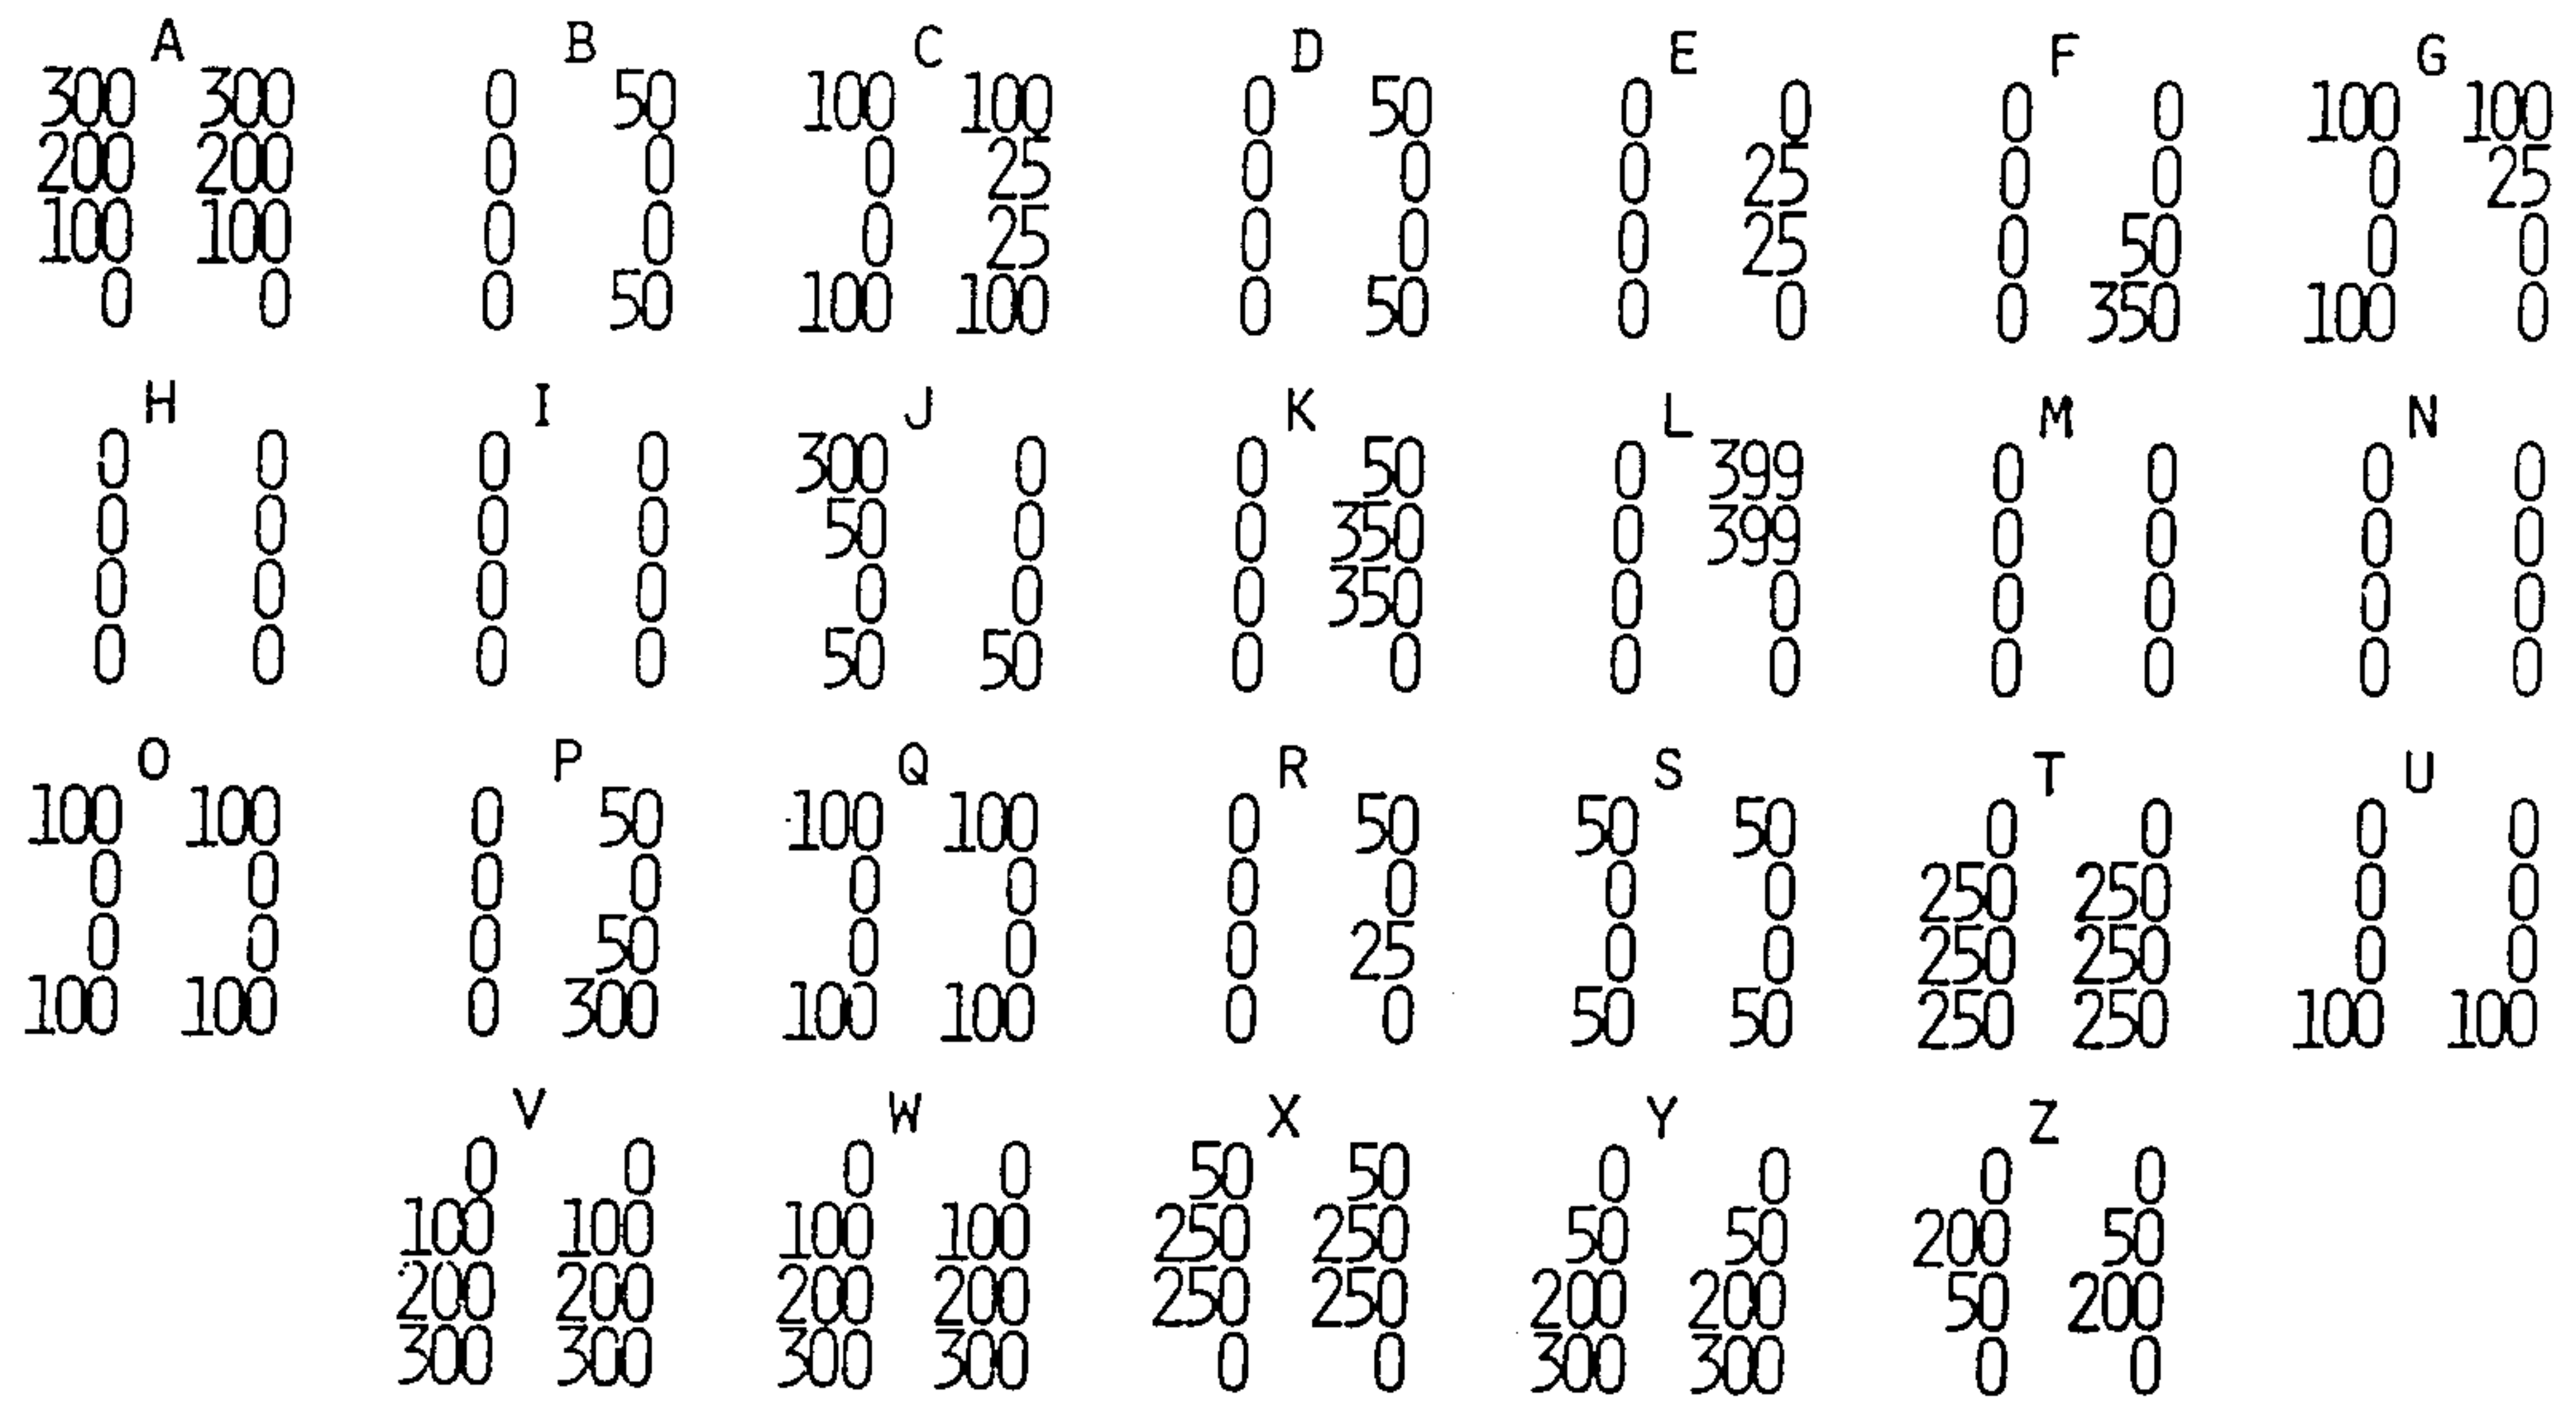 A B C D E F G
300 300 0 50 100 100 0 50 0 0 0 0 100 100
200 200 0 0 0 25 0 0 0 25 0 0 0 25
100 100 0 0 0 25 0 0 0 25 0 50 0 0
0 0 0 50 100 100 0 50 0 0 0 350 100 0
H I J K L M N
0 0 0 0 300 0 0 50 0 399 0 0 0 0
0 0 0 0 50 0 0 350 0 399 0 0 0 0
0 0 0 0 0 0 0 350 0 0 0 0 0 0
0 0 0 0 50 50 0 0 0 0 0 0 0 0
O P Q R S T U
100 100 0 50 100 100 0 50 50 50 0 0 0 0
0 0 0 0 0 0 0 0 0 0 250 250 0 0
0 0 0 50 0 0 0 25 0 0 250 250 0 0
100 100 0 300 100 100 0 0 50 50 250 250 100 100
V W X Y Z
0 0 0 0 50 50 0 0 0 0
100 100 100 100 250 250 50 50 200 50
200 200 200 200 250 250 200 200 50 200
300 300 300 300 0 0 300 300 0 0